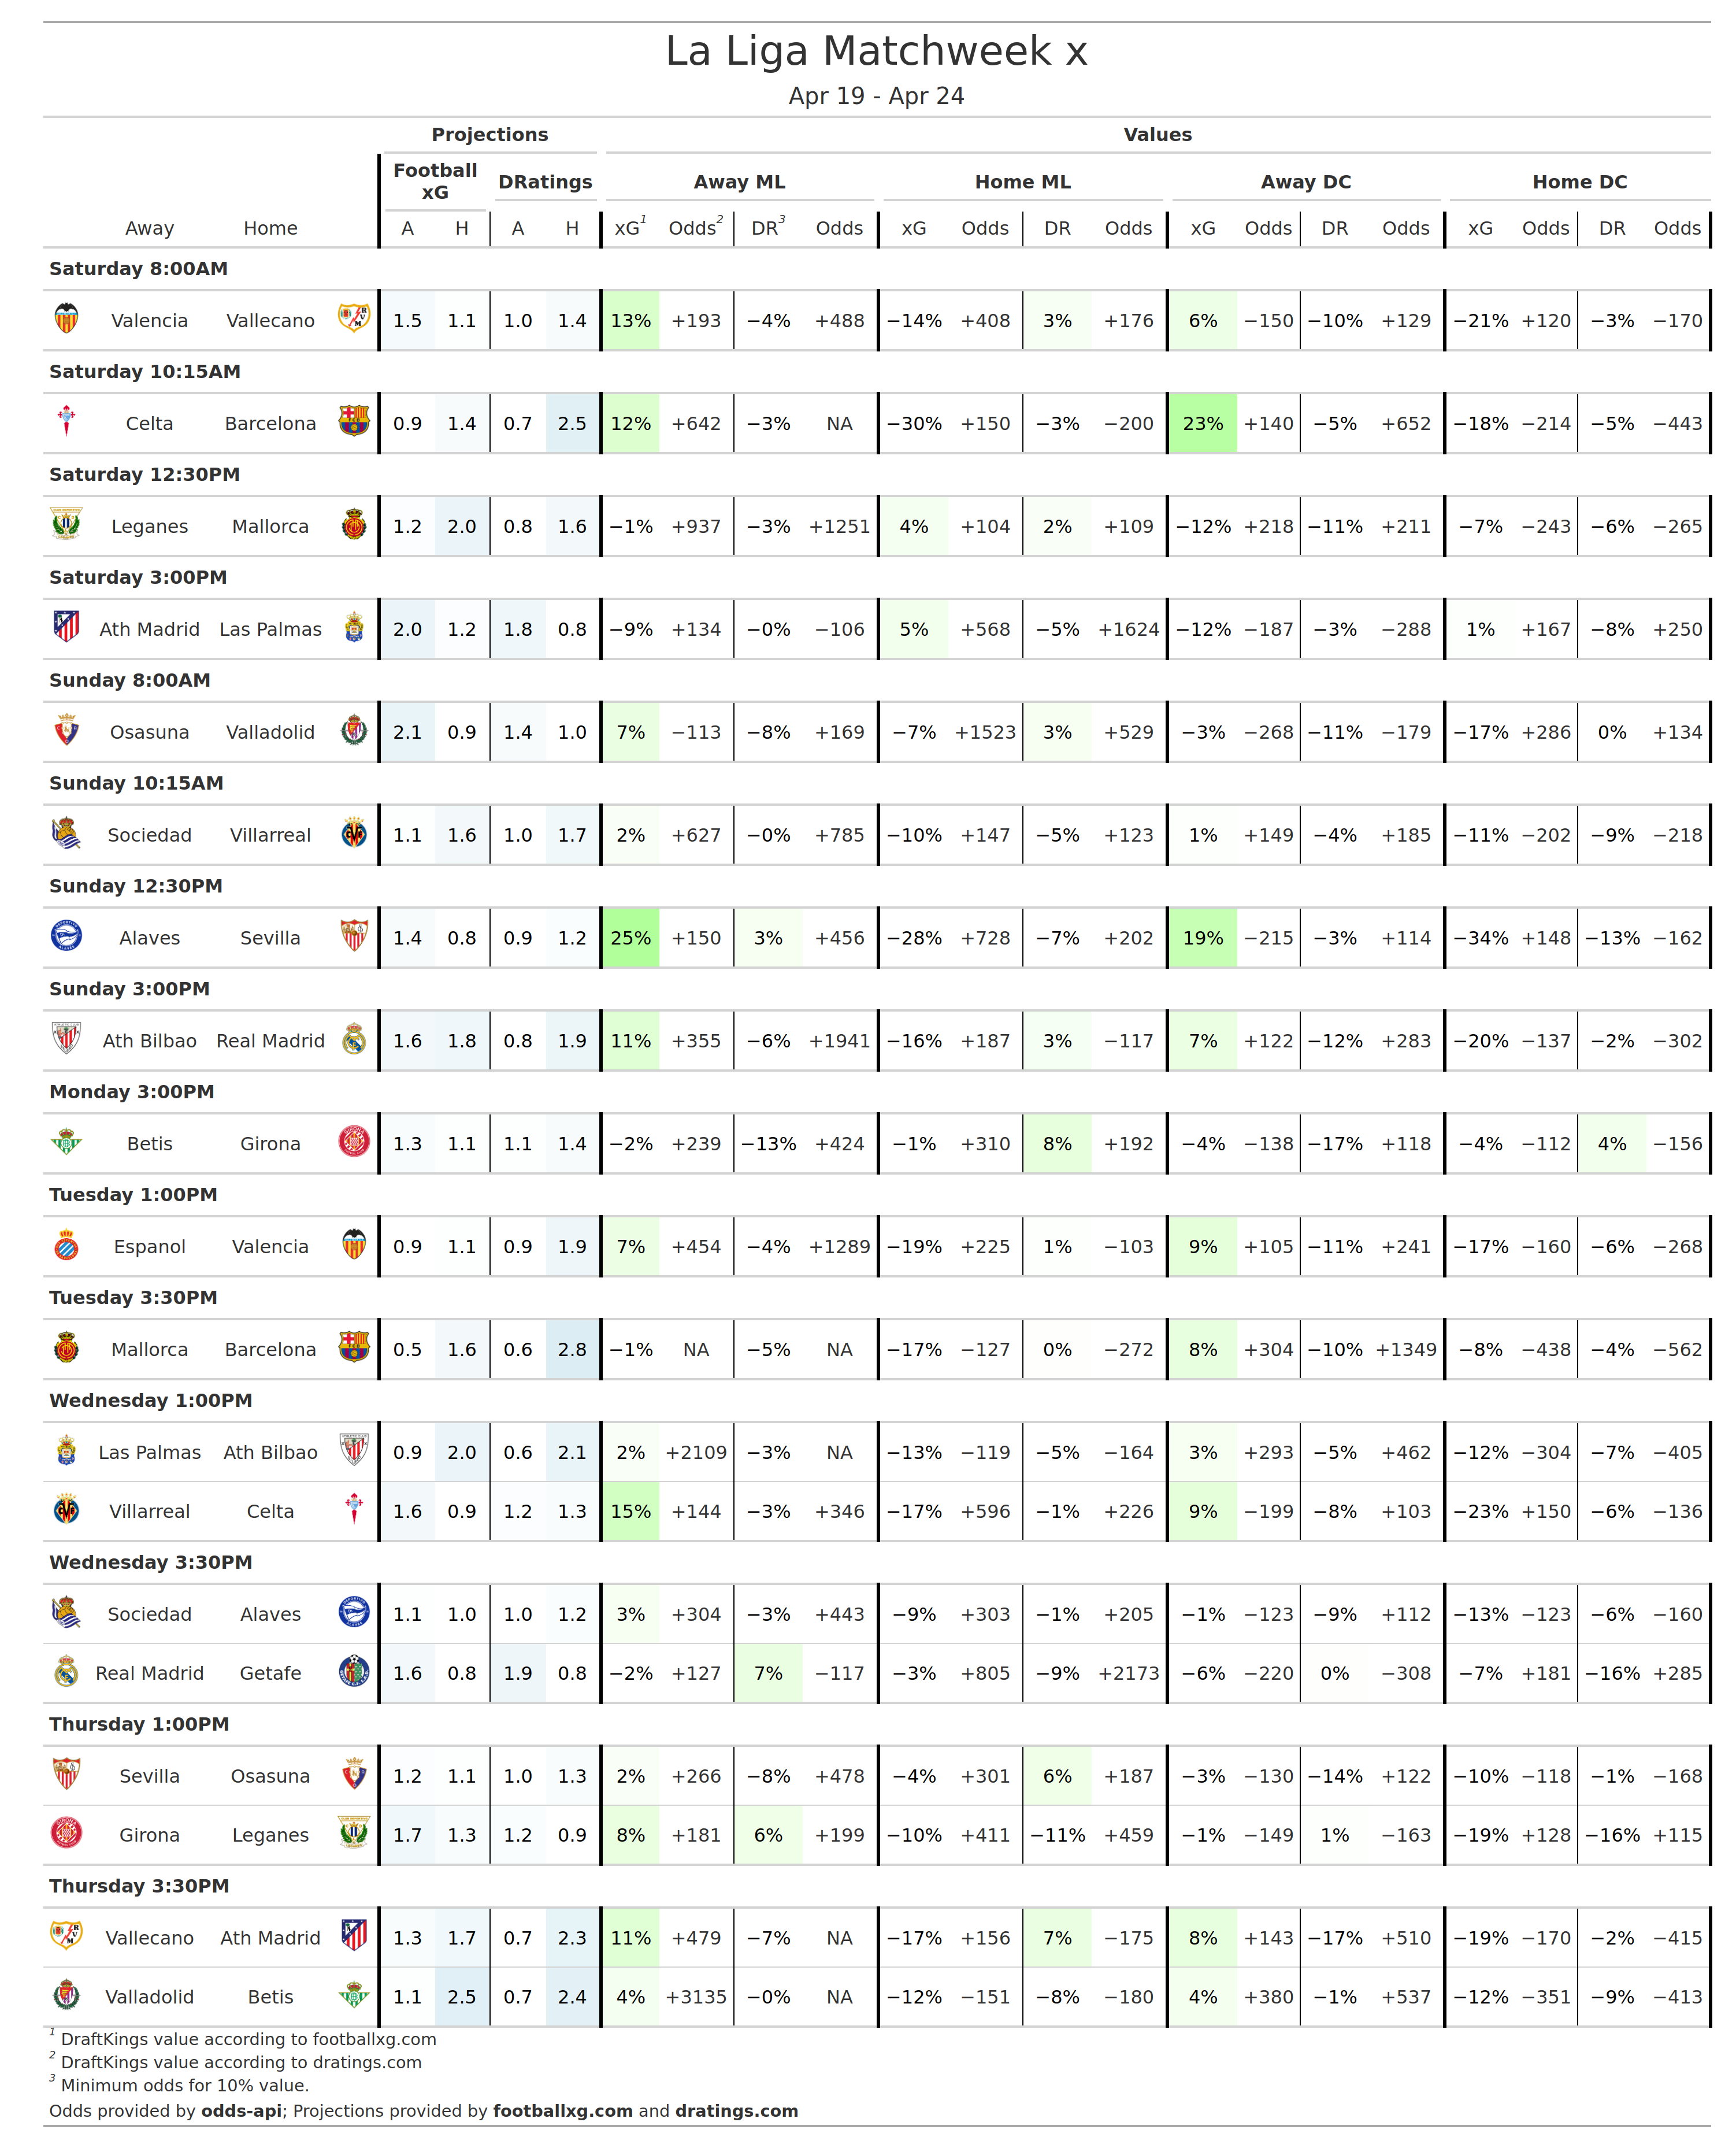 La Liga Matchweek x
Apr 19 - Apr 24
Projections Values
Football xG DRatings Away ML Home ML Away DC Home DC
Away Home A H A H xG1 Odds2 DR3 Odds xG Odds DR Odds xG Odds DR Odds xG Odds DR Odds
Saturday 8:00AM
Valencia Vallecano 1.5 1.1 1.0 1.4 13% +193 −4% +488 −14% +408 3% +176 6% −150 −10% +129 −21% +120 −3% −170
Saturday 10:15AM
Celta Barcelona 0.9 1.4 0.7 2.5 12% +642 −3% NA −30% +150 −3% −200 23% +140 −5% +652 −18% −214 −5% −443
Saturday 12:30PM
Leganes Mallorca 1.2 2.0 0.8 1.6 −1% +937 −3% +1251 4% +104 2% +109 −12% +218 −11% +211 −7% −243 −6% −265
Saturday 3:00PM
Ath Madrid Las Palmas 2.0 1.2 1.8 0.8 −9% +134 −0% −106 5% +568 −5% +1624 −12% −187 −3% −288 1% +167 −8% +250
Sunday 8:00AM
Osasuna Valladolid 2.1 0.9 1.4 1.0 7% −113 −8% +169 −7% +1523 3% +529 −3% −268 −11% −179 −17% +286 0% +134
Sunday 10:15AM
Sociedad Villarreal 1.1 1.6 1.0 1.7 2% +627 −0% +785 −10% +147 −5% +123 1% +149 −4% +185 −11% −202 −9% −218
Sunday 12:30PM
Alaves Sevilla 1.4 0.8 0.9 1.2 25% +150 3% +456 −28% +728 −7% +202 19% −215 −3% +114 −34% +148 −13% −162
Sunday 3:00PM
Ath Bilbao Real Madrid 1.6 1.8 0.8 1.9 11% +355 −6% +1941 −16% +187 3% −117 7% +122 −12% +283 −20% −137 −2% −302
Monday 3:00PM
Betis Girona 1.3 1.1 1.1 1.4 −2% +239 −13% +424 −1% +310 8% +192 −4% −138 −17% +118 −4% −112 4% −156
Tuesday 1:00PM
Espanol Valencia 0.9 1.1 0.9 1.9 7% +454 −4% +1289 −19% +225 1% −103 9% +105 −11% +241 −17% −160 −6% −268
Tuesday 3:30PM
Mallorca Barcelona 0.5 1.6 0.6 2.8 −1% NA −5% NA −17% −127 0% −272 8% +304 −10% +1349 −8% −438 −4% −562
Wednesday 1:00PM
Las Palmas Ath Bilbao 0.9 2.0 0.6 2.1 2% +2109 −3% NA −13% −119 −5% −164 3% +293 −5% +462 −12% −304 −7% −405
Villarreal Celta 1.6 0.9 1.2 1.3 15% +144 −3% +346 −17% +596 −1% +226 9% −199 −8% +103 −23% +150 −6% −136
Wednesday 3:30PM
Sociedad Alaves 1.1 1.0 1.0 1.2 3% +304 −3% +443 −9% +303 −1% +205 −1% −123 −9% +112 −13% −123 −6% −160
Real Madrid Getafe 1.6 0.8 1.9 0.8 −2% +127 7% −117 −3% +805 −9% +2173 −6% −220 0% −308 −7% +181 −16% +285
Thursday 1:00PM
Sevilla Osasuna 1.2 1.1 1.0 1.3 2% +266 −8% +478 −4% +301 6% +187 −3% −130 −14% +122 −10% −118 −1% −168
Girona Leganes 1.7 1.3 1.2 0.9 8% +181 6% +199 −10% +411 −11% +459 −1% −149 1% −163 −19% +128 −16% +115
Thursday 3:30PM
Vallecano Ath Madrid 1.3 1.7 0.7 2.3 11% +479 −7% NA −17% +156 7% −175 8% +143 −17% +510 −19% −170 −2% −415
Valladolid Betis 1.1 2.5 0.7 2.4 4% +3135 −0% NA −12% −151 −8% −180 4% +380 −1% +537 −12% −351 −9% −413
1 DraftKings value according to footballxg.com
2 DraftKings value according to dratings.com
3 Minimum odds for 10% value.
Odds provided by odds-api; Projections provided by footballxg.com and dratings.com